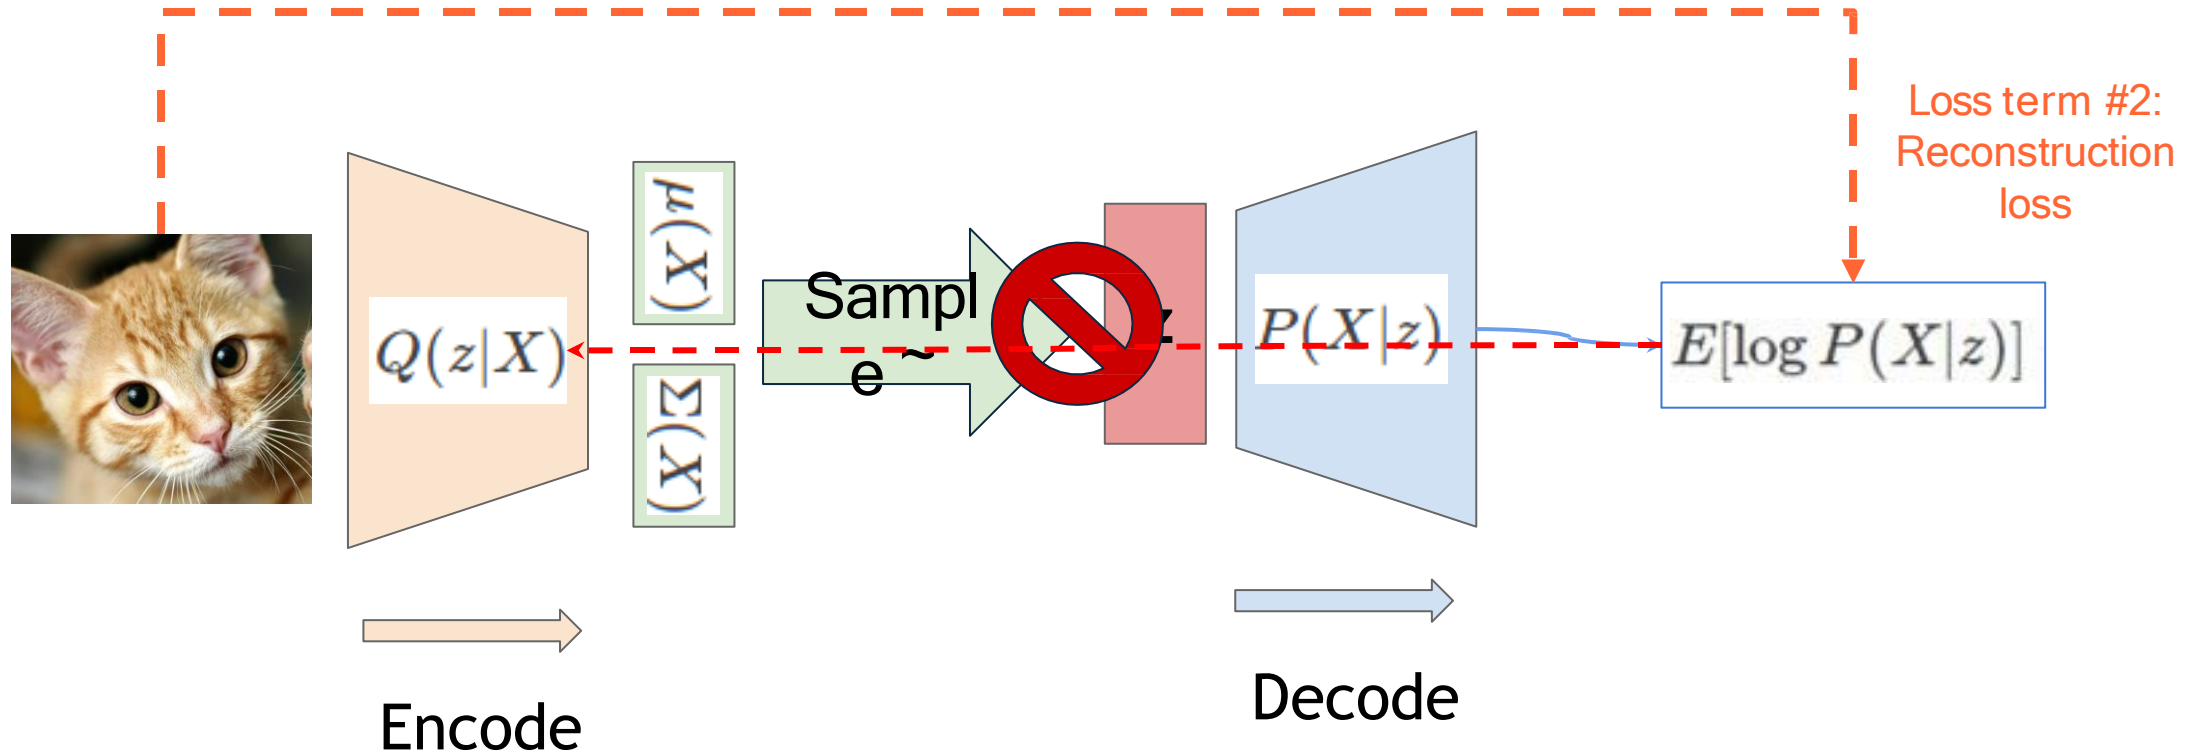 Loss term #2:
Reconstruction
loss
Q(z|X)
μ(X)
Σ(X)
Sampl
e ~
z
P(X|z)
E[log P(X|z)]
Encode
Decode